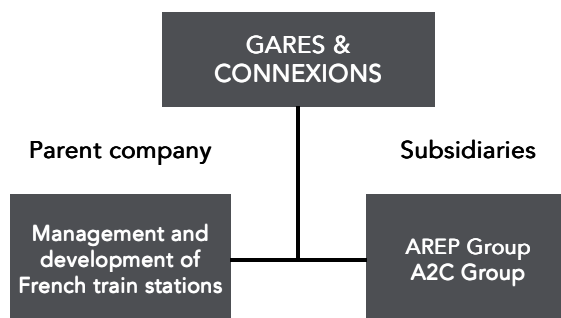 GARES &
CONNEXIONS
Parent company
Subsidiaries
Management and
development of
French train stations
AREP Group
A2C Group